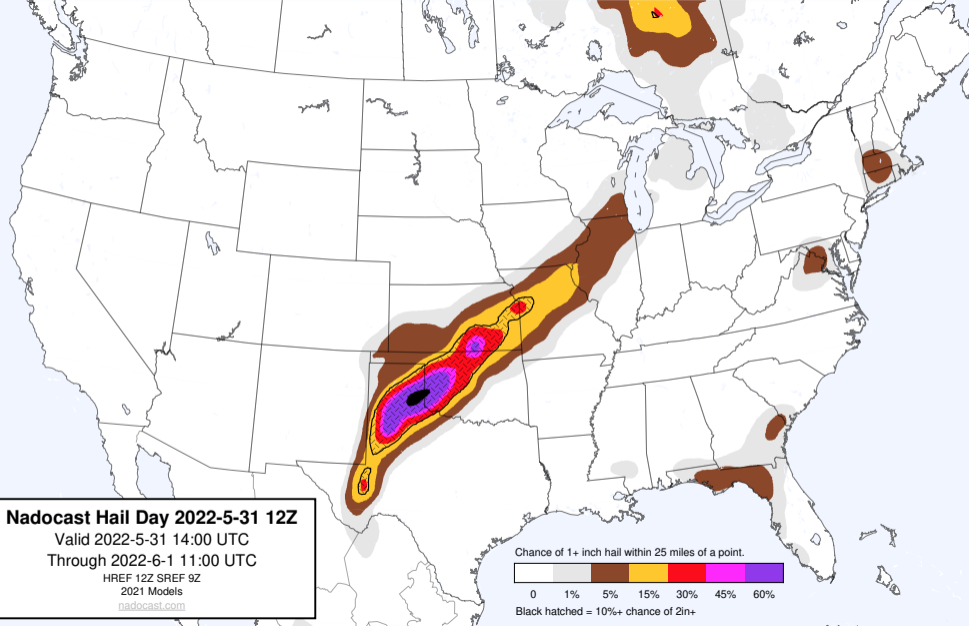 Nadocast Hail Day 2022-5-31 12Z
Valid 2022-5-31 14:00 UTC
Through 2022-6-1 11:00 UTC
HREF 12Z SREF 9Z
2021 Models
nadocast.com
Chance of 1+ inch hail within 25 miles of a point.
0 1% 5% 15% 30% 45% 60%
Black hatched = 10%+ chance of 2in+